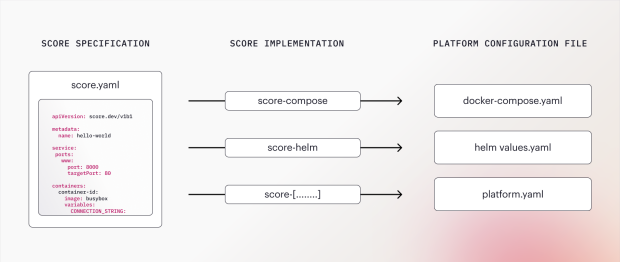 SCORE SPECIFICATION
SCORE IMPLEMENTATION
PLATFORM CONFIGURATION FILE
score.yaml
apiVersion: score.dev/v1b1
metadata:
name: hello-world
service:
ports:
www:
port: 8000
targetPort: 80
containers:
container-id:
image: busybox
variables:
CONNECTION_STRING:
score-compose
docker-compose.yaml
score-helm
helm values.yaml
score-[........]
platform.yaml